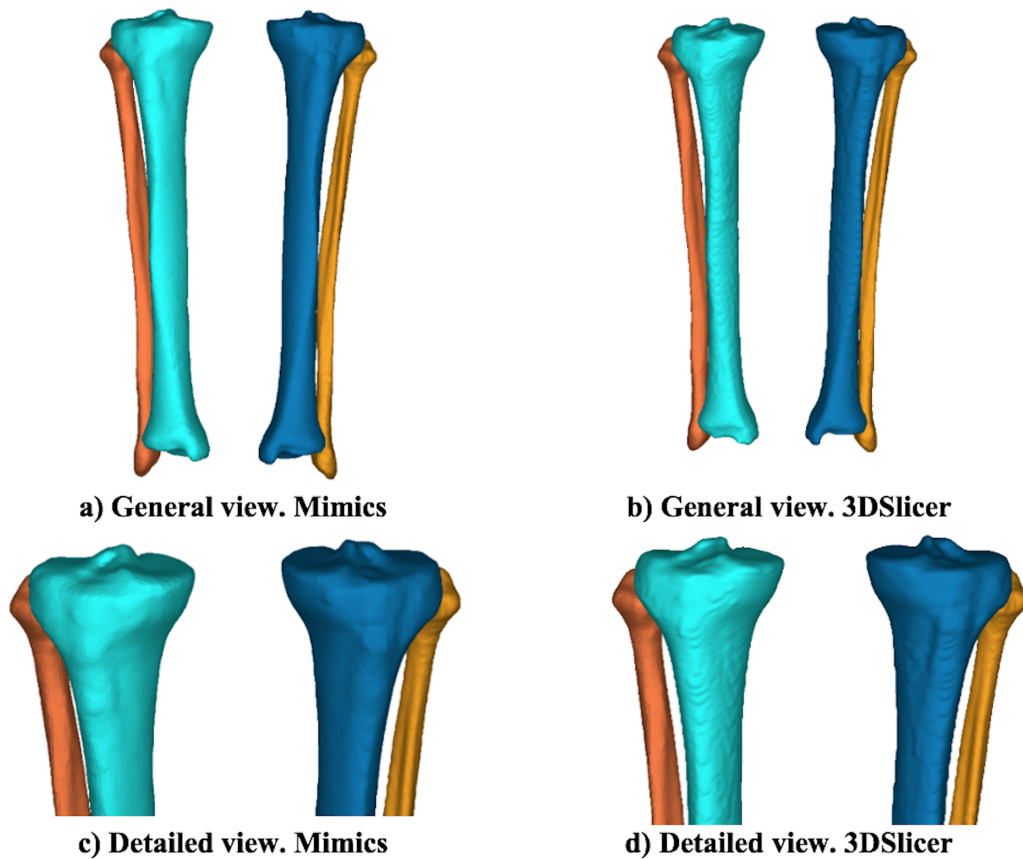 a) General view. Mimics
b) General view. 3DSlicer
c) Detailed view. Mimics
d) Detailed view. 3DSlicer